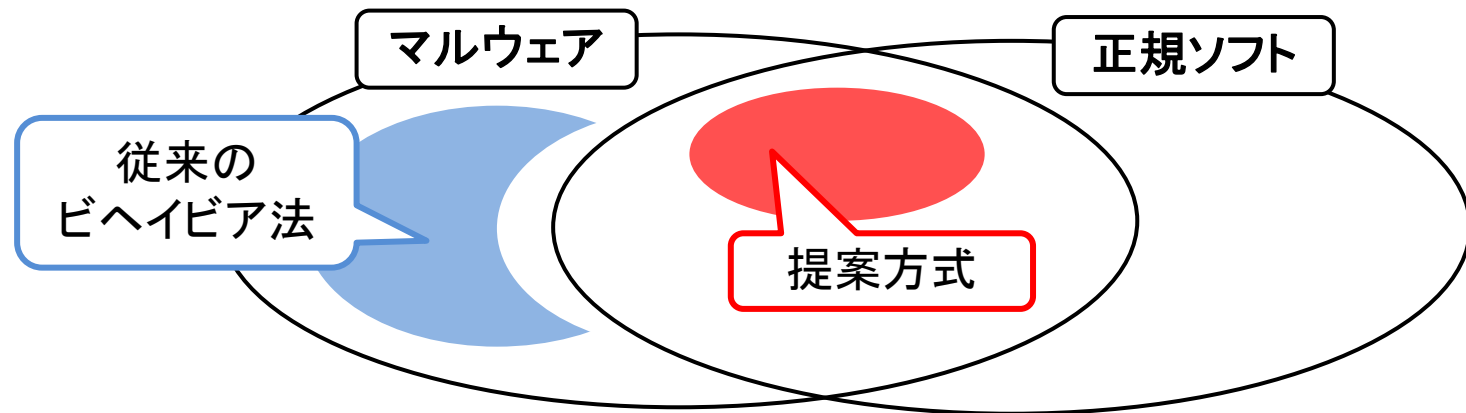 マルウェア
正規ソフト
従来の
ビヘイビア法
提案方式